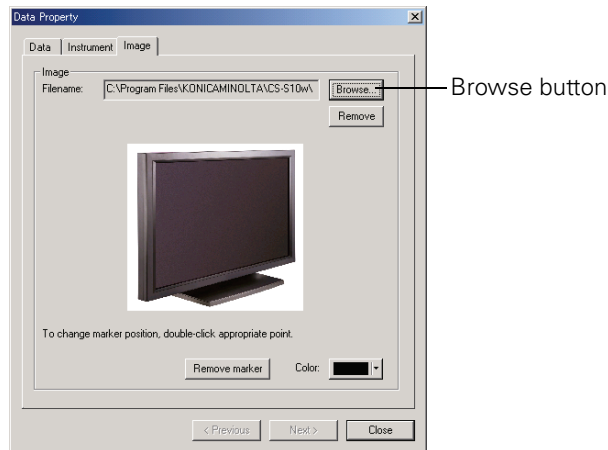 Data Property
Data Instrument Image
Image
Filename: C:\Program Files\KONICAMINOLTA\CS-S10w\ Browse... Browse button
Remove
To change marker position, double-click appropriate point.
Remove marker Color:
< Previous Next > Close